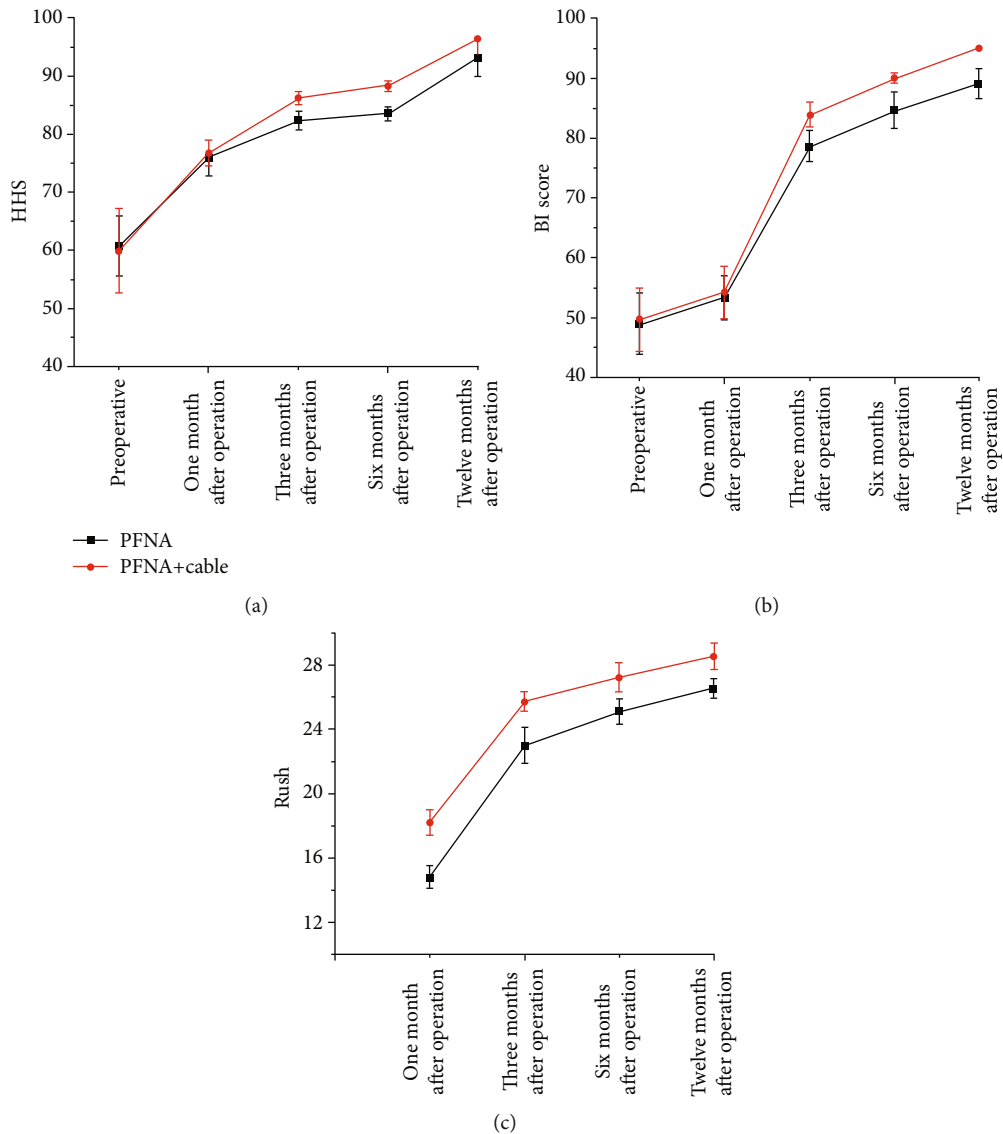 100
90
80
70
60
50
40
HHS
Preoperative
One month
after operation
Three months
after operation
Six months
after operation
Twelve months
after operation
PFNA
PFNA+cable
(a)
100
90
80
70
60
50
40
BI score
Preoperative
One month
after operation
Three months
after operation
Six months
after operation
Twelve months
after operation
(b)
28
24
20
16
12
Rush
One month
after operation
Three months
after operation
Six months
after operation
Twelve months
after operation
(c)